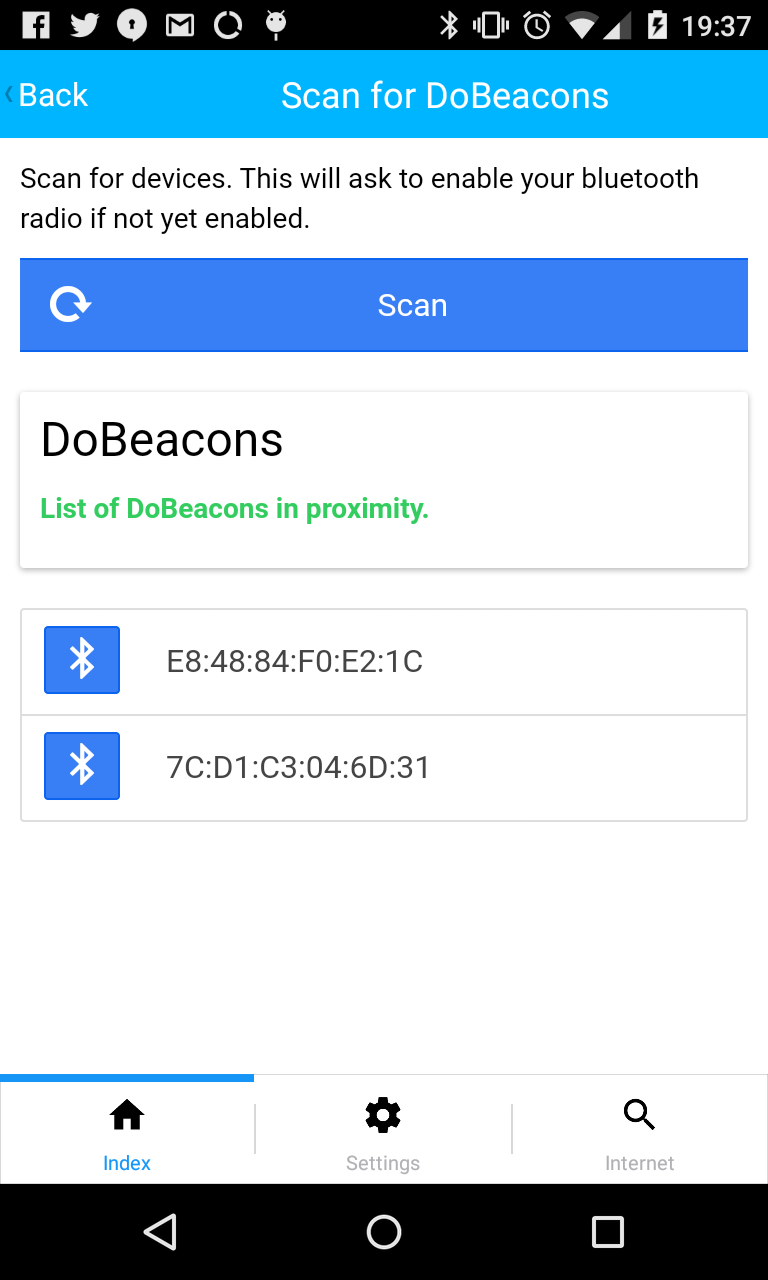 19:37
Back
Scan for DoBeacons
Scan for devices. This will ask to enable your bluetooth
radio if not yet enabled.
Scan
DoBeacons
List of DoBeacons in proximity.
E8:48:84:F0:E2:1C
7C:D1:C3:04:6D:31
Index
Settings
Internet